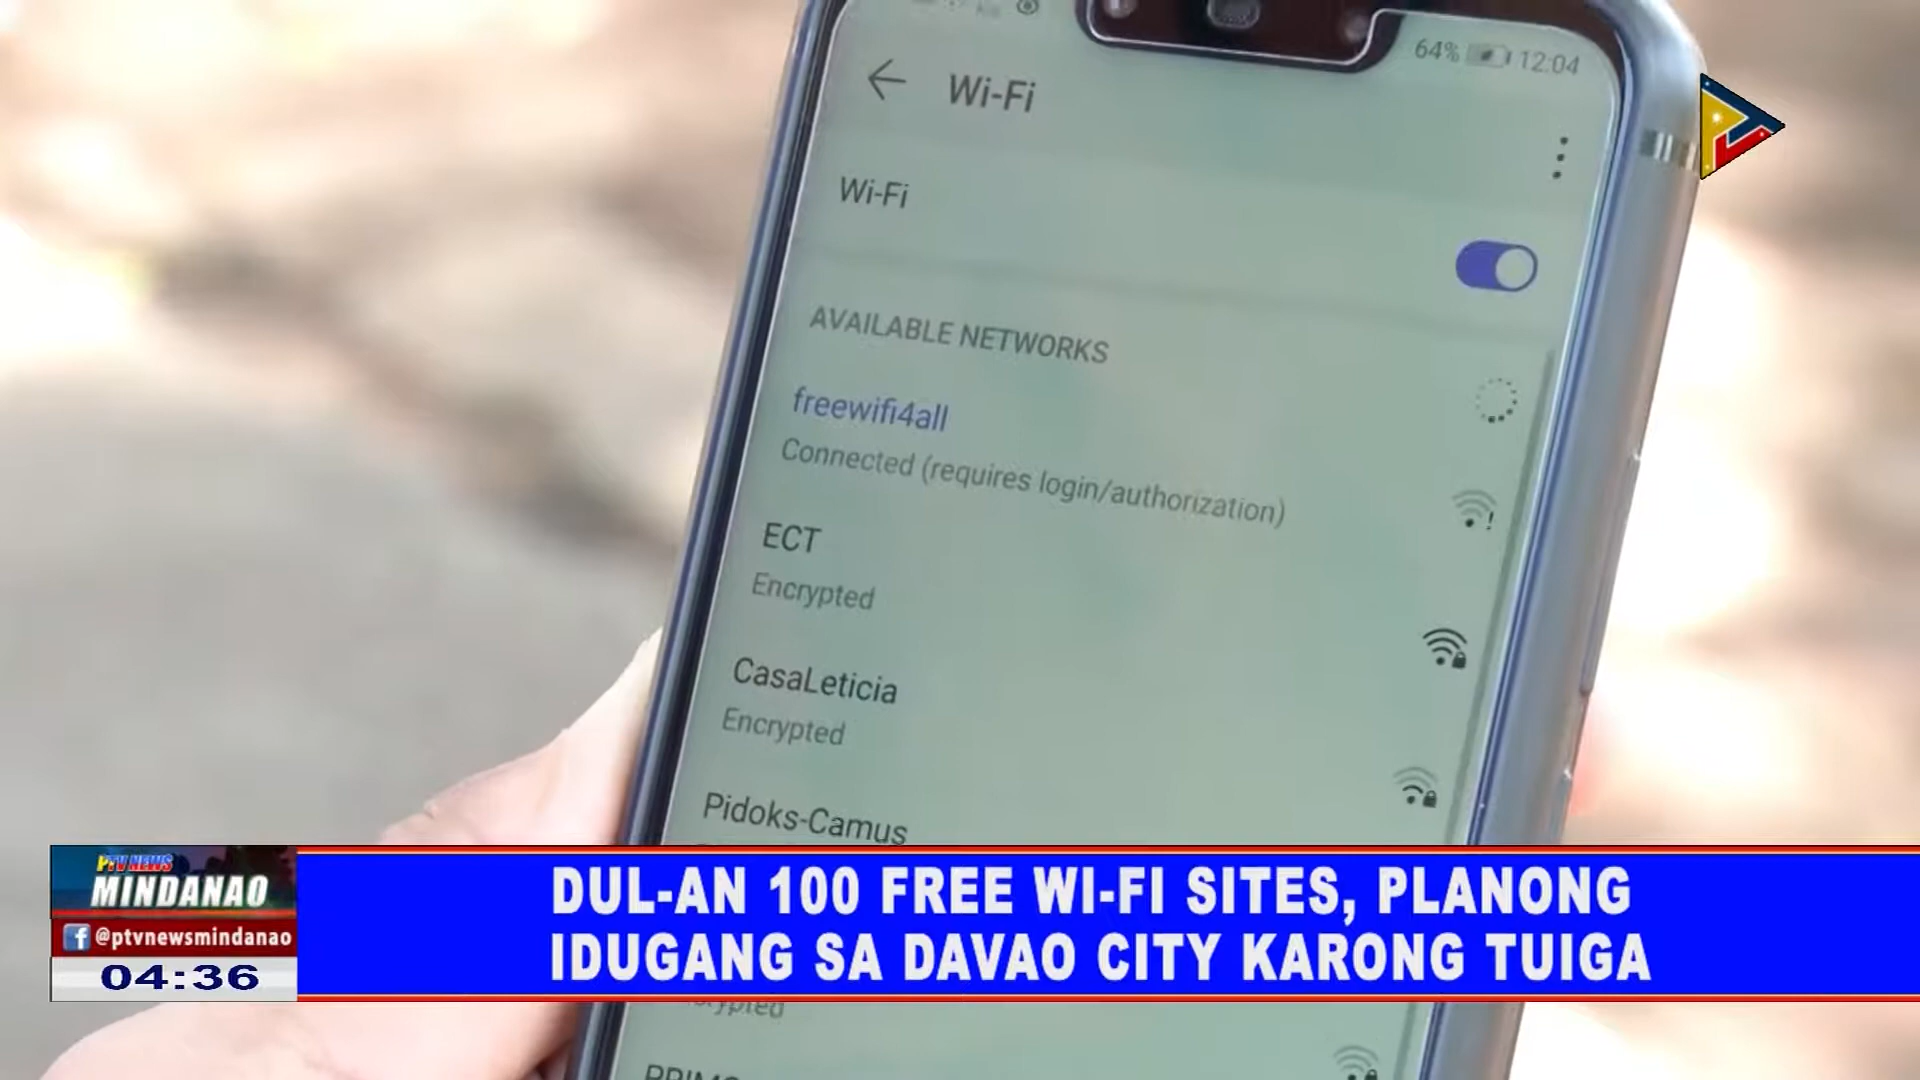 64% 12:04
Wi-Fi
Wi-Fi
AVAILABLE NETWORKS
freewifi4all
Connected (requires login/authorization)
ECT
Encrypted
CasaLeticia
Encrypted
Pidoks-Camus
PTV NEWS
MINDANAO
@ptvnewsmindanao
04:36
DUL-AN 100 FREE WI-FI SITES, PLANONG
IDUGANG SA DAVAO CITY KARONG TUIGA